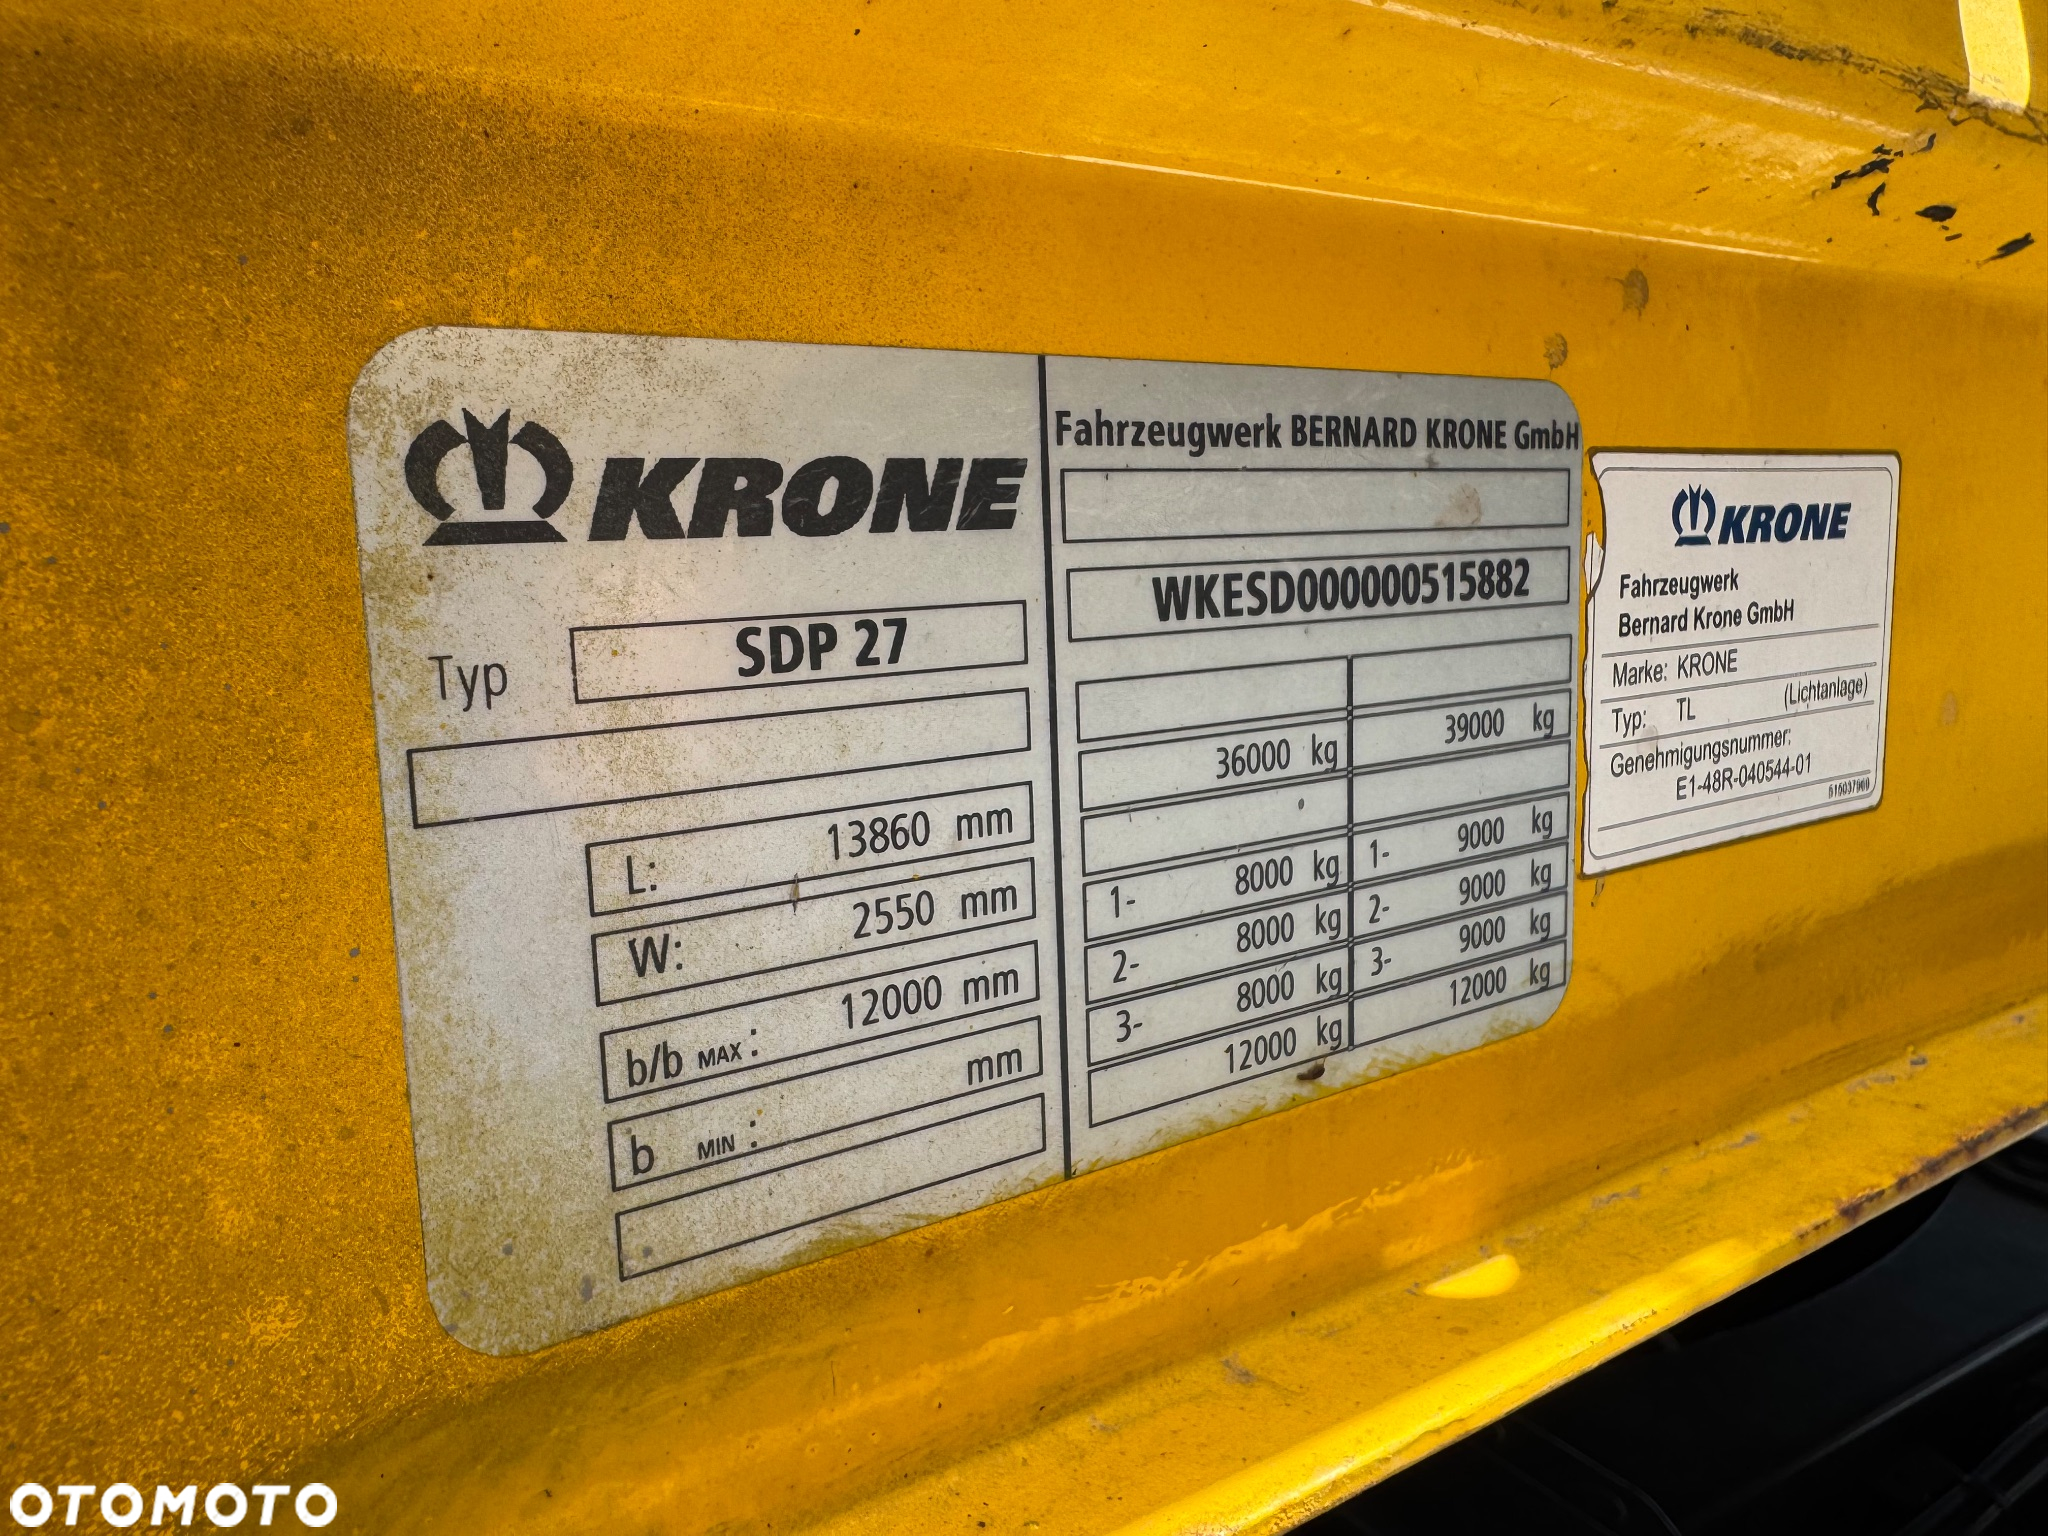 KRONE
Typ SDP 27
L: 13860 mm
W: 2550 mm
b/b MAX : 12000 mm
b MIN : mm
Fahrzeugwerk BERNARD KRONE GmbH
WKESD000000515882
36000 kg 39000 kg
1- 8000 kg 1- 9000 kg
2- 8000 kg 2- 9000 kg
3- 8000 kg 3- 9000 kg
12000 kg 12000 kg
KRONE
Fahrzeugwerk
Bernard Krone GmbH
Marke: KRONE
Typ: TL (Lichtanlage)
Genehmigungsnummer:
E1-48R-040544-01
OTOMOTO